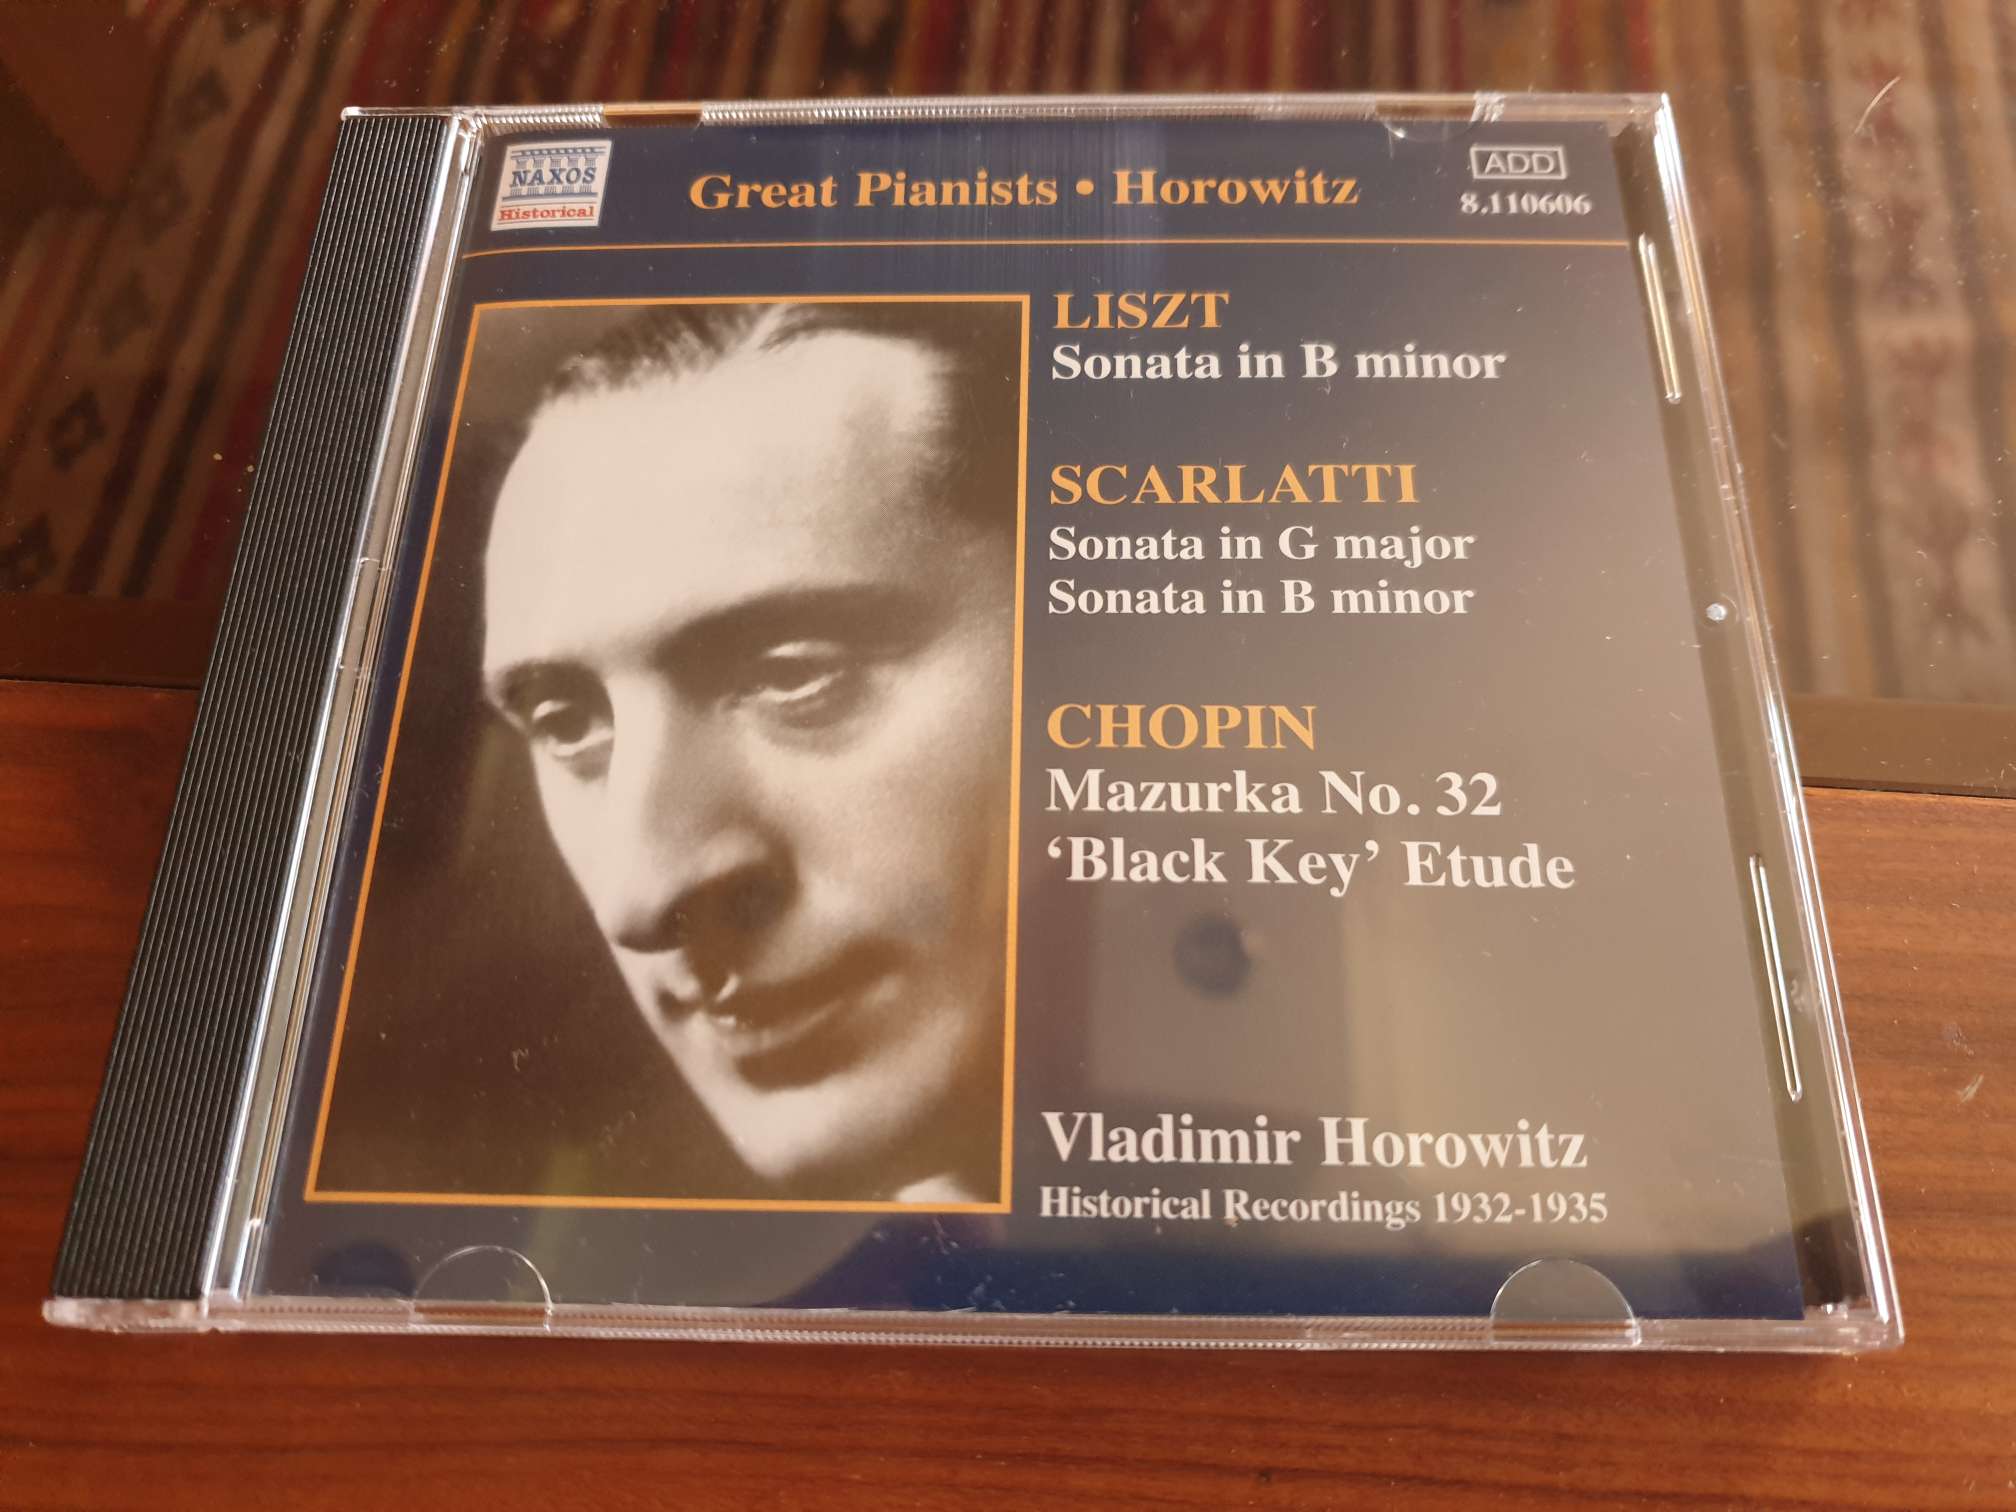 NAXOS
Historical
Great Pianists • Horowitz
ADD
8.110606
LISZT
Sonata in B minor
SCARLATTI
Sonata in G major
Sonata in B minor
CHOPIN
Mazurka No. 32
‘Black Key’ Etude
Vladimir Horowitz
Historical Recordings 1932-1935